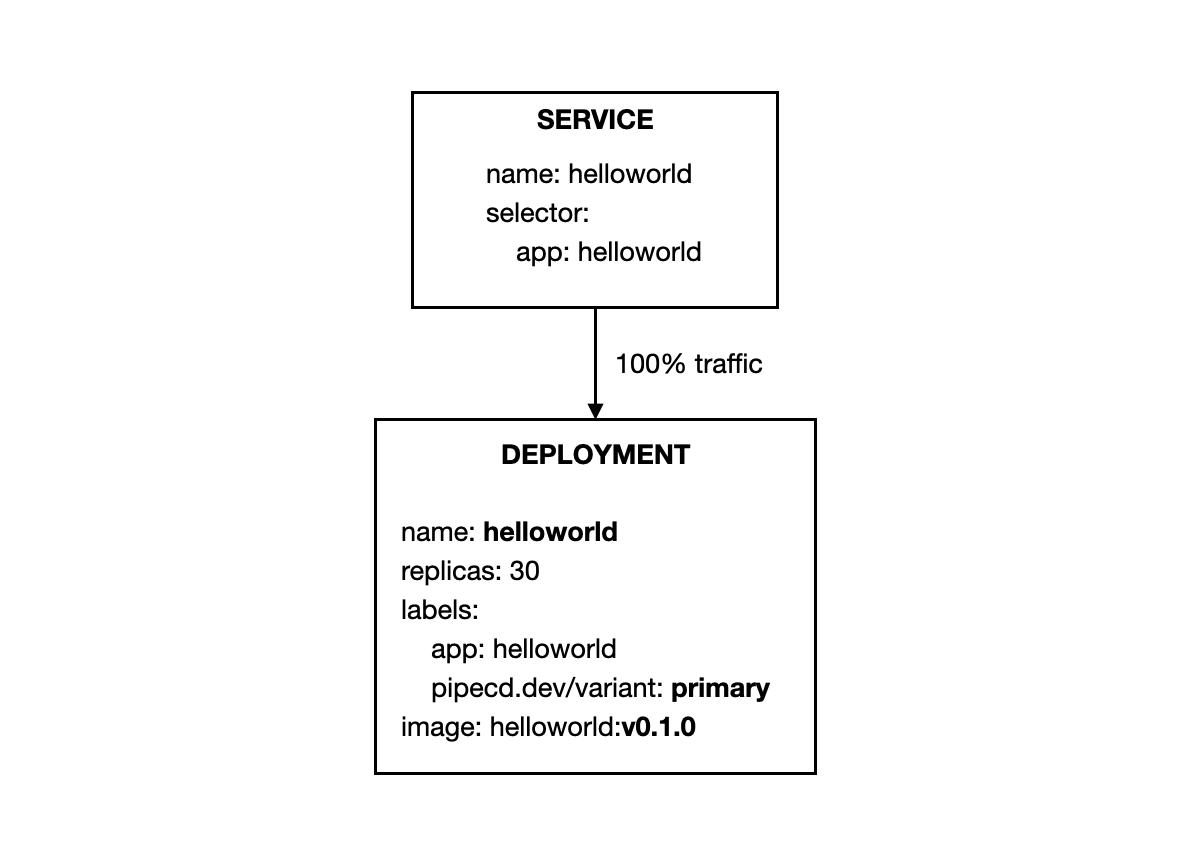 SERVICE
name: helloworld
selector:
app: helloworld
100% traffic
DEPLOYMENT
name: helloworld
replicas: 30
labels:
app: helloworld
pipecd.dev/variant: primary
image: helloworld:v0.1.0